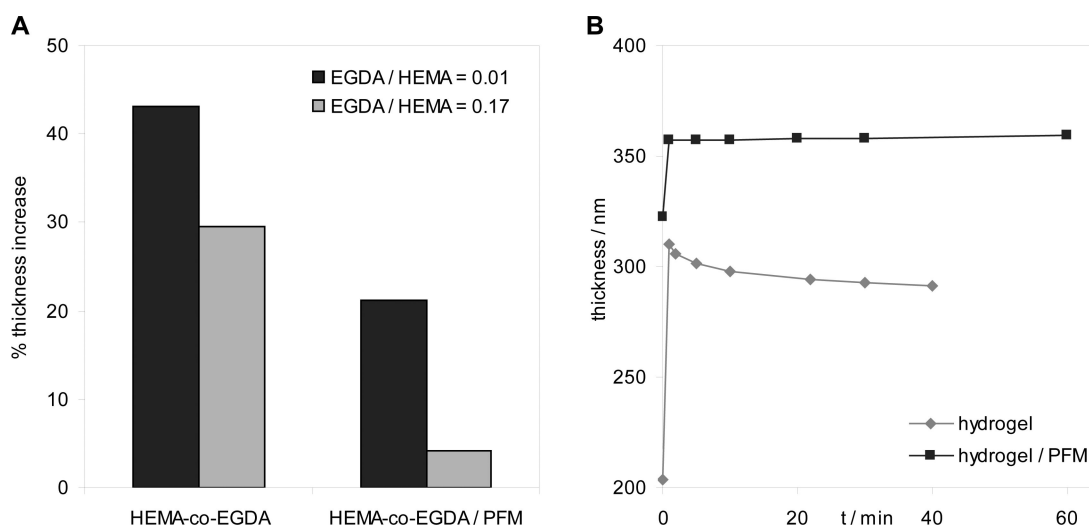 A
50
40
30
20
10
0
% thickness increase
EGDA / HEMA = 0.01
EGDA / HEMA = 0.17
HEMA-co-EGDA
HEMA-co-EGDA / PFM
B
400
350
300
250
200
thickness / nm
hydrogel
hydrogel / PFM
0
20
t / min
40
60